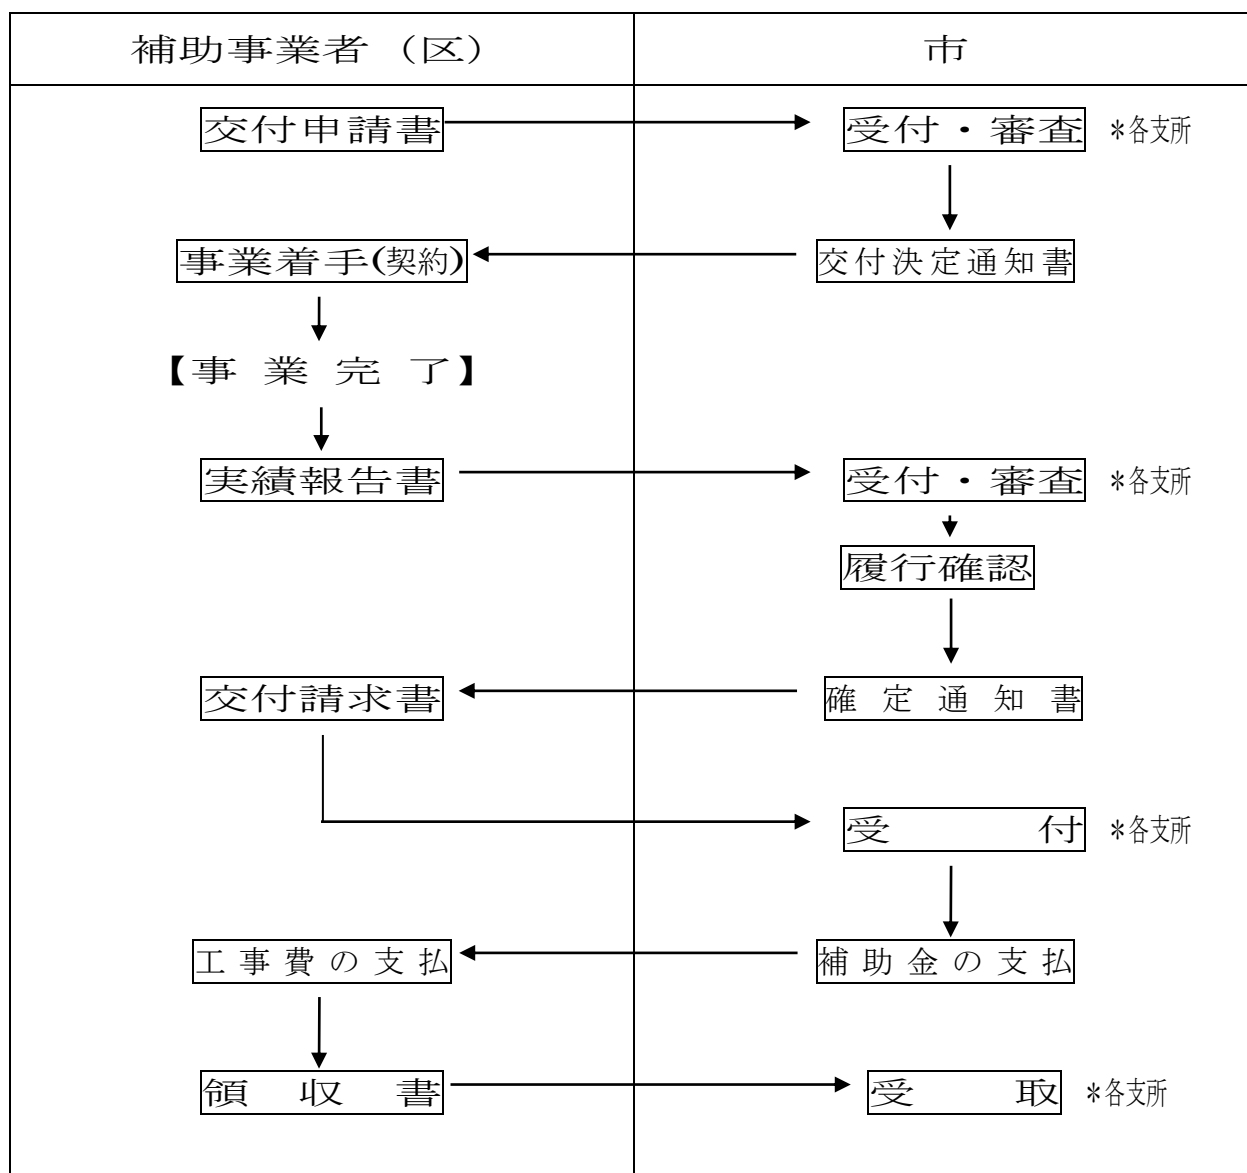 補助事業者（区） 市
交付申請書 受付・審査 *各支所
事業着手(契約) 交付決定通知書
【事業完了】
実績報告書 受付・審査 *各支所
履行確認
交付請求書 確定通知書
受付 *各支所
工事費の支払 補助金の支払
領収書 受取 *各支所